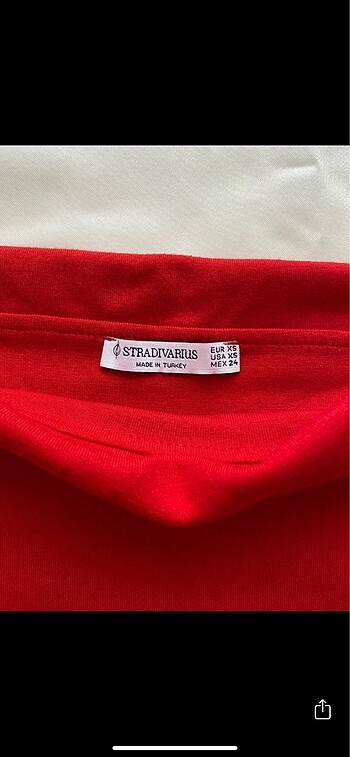 STRADIVARIUS
MADE IN TURKEY
EUR XS
USA XS
MEX 24